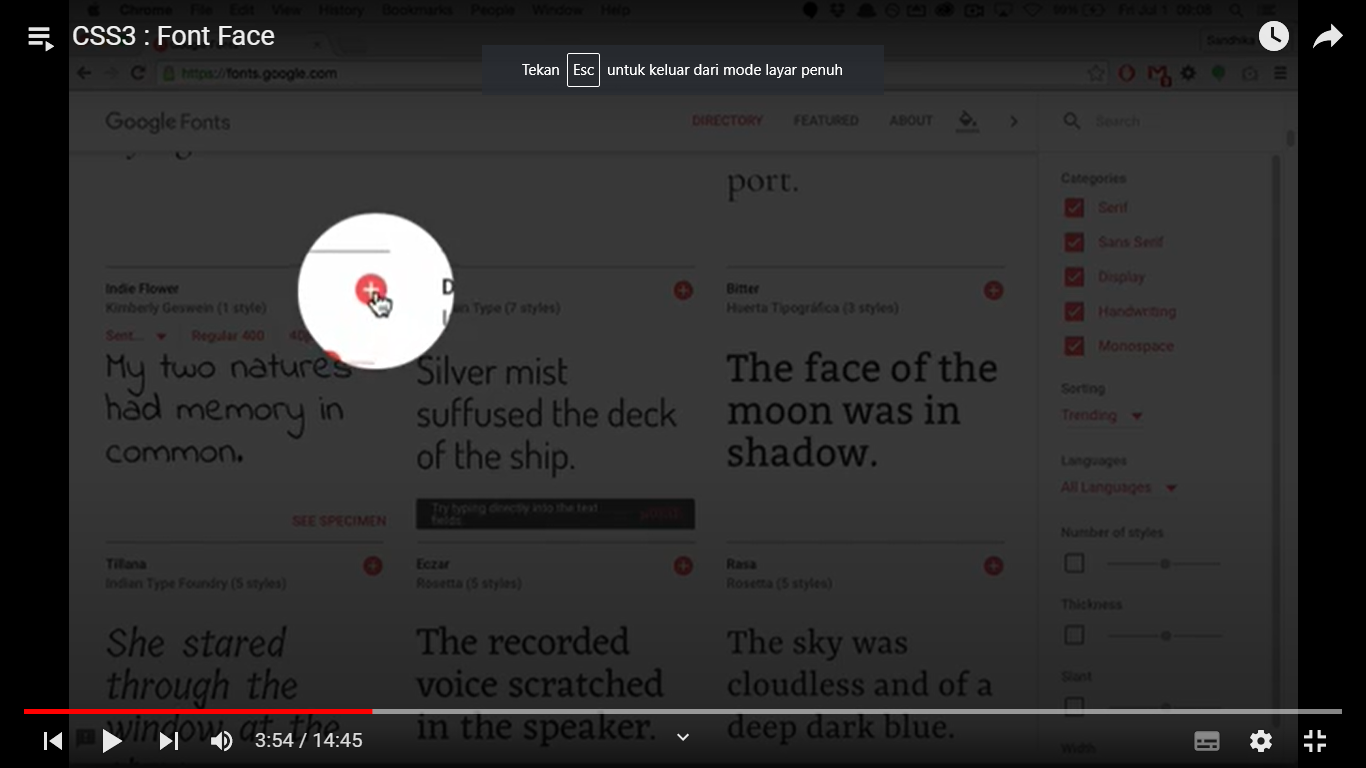 Chrome File Edit View History Bookmarks People Window Help
99% Fri Jul 1 09:08
CSS3 : Font Face
Sandhika
Tekan Esc untuk keluar dari mode layar penuh
https://fonts.google.com
Google Fonts
DIRECTORY FEATURED ABOUT
Search
port.
Categories
Serif
Sans Serif
Display
Handwriting
Monospace
Sorting
Trending
Languages
All Languages
Number of styles
Thickness
Slant
Width
Indie Flower
Kimberly Geswein (1 style)
Sent... Regular 400
My two natures
had memory in
common.
SEE SPECIMEN
D
Type (7 styles)
Silver mist
suffused the deck
of the ship.
Try typing directly into the text
fields.
Bitter
Huerta Tipográfica (3 styles)
The face of the
moon was in
shadow.
Tillana
Indian Type Foundry (5 styles)
She stared
through the
window at the
Eczar
Rosetta (5 styles)
The recorded
voice scratched
in the speaker.
Rasa
Rosetta (5 styles)
The sky was
cloudless and of a
deep dark blue.
3:54 / 14:45